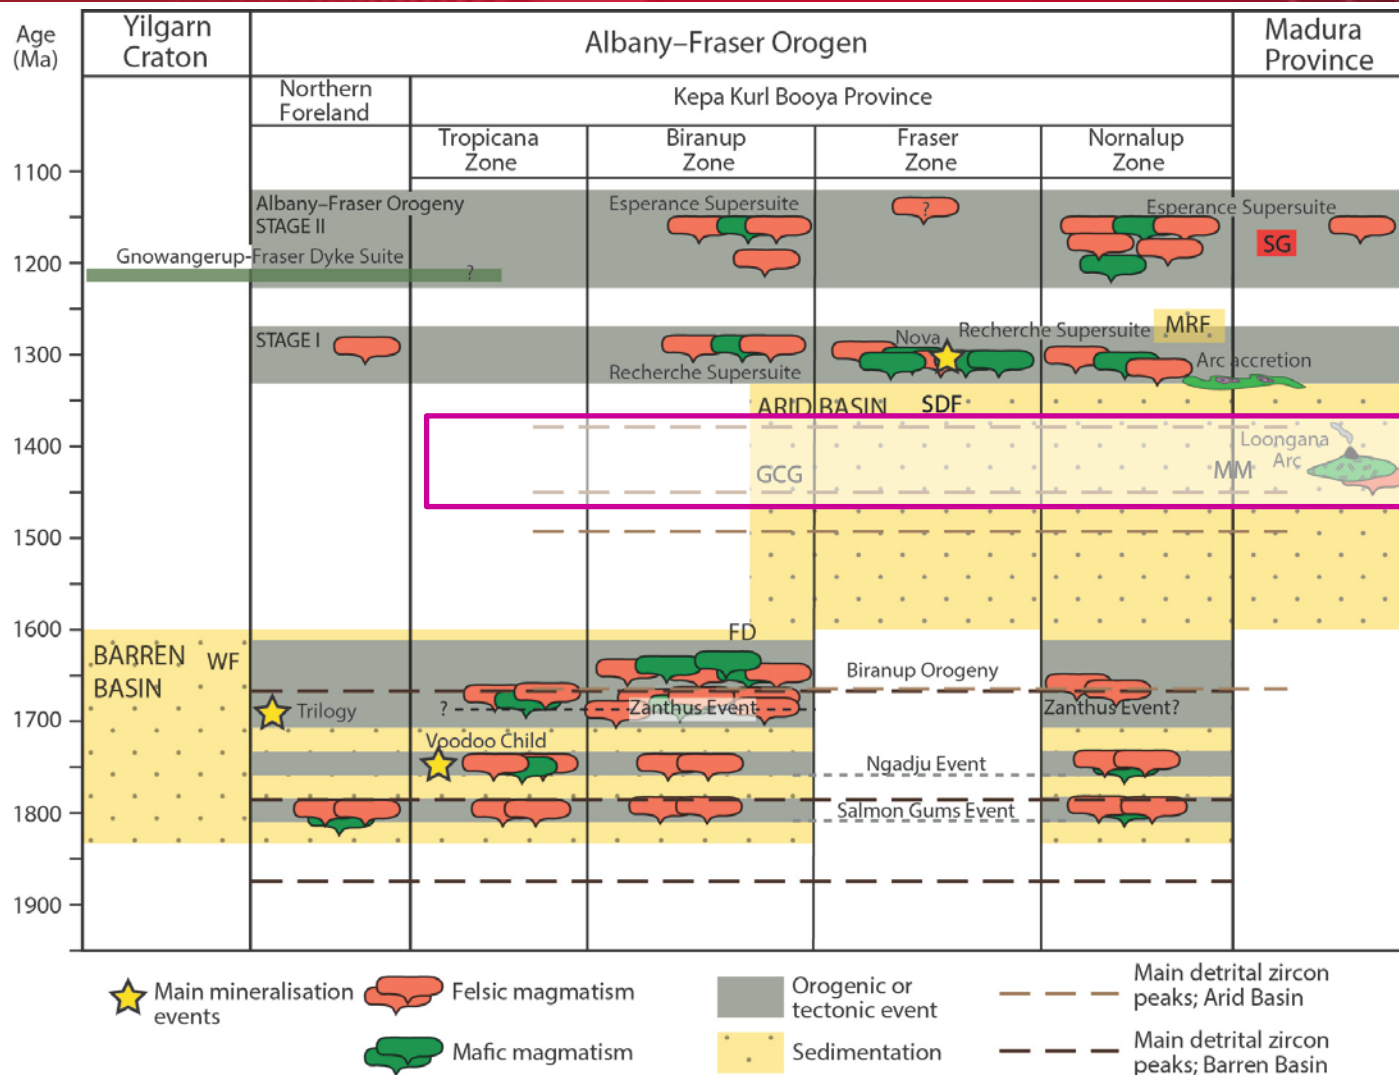 Age
(Ma)
Yilgarn
Craton
Albany–Fraser Orogen
Madura
Province
Northern
Foreland
Kepa Kurl Booya Province
Tropicana
Zone
Biranup
Zone
Fraser
Zone
Nornalup
Zone
1100
Albany–Fraser Orogeny
STAGE II
Esperance Supersuite
?
Esperance Supersuite
SG
Gnowangerup-Fraser Dyke Suite
?
1200
STAGE I
Nova
Recherche Supersuite
MRF
1300
Recherche Supersuite
Arc accretion
ARID BASIN
SDF
1400
Loongana
Arc
GCG
MM
1500
1600
FD
BARREN
BASIN
WF
Biranup Orogeny
1700
Trilogy
?
Zanthus Event
Zanthus Event?
Voodoo Child
Ngadju Event
1800
Salmon Gums Event
1900
Main mineralisation
events
Felsic magmatism
Mafic magmatism
Orogenic or
tectonic event
Sedimentation
Main detrital zircon
peaks; Arid Basin
Main detrital zircon
peaks; Barren Basin